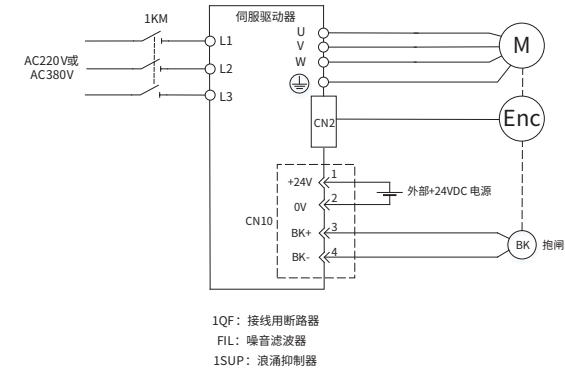 1KM
伺服驱动器
AC220V或
AC380V
L1
L2
L3
U
V
W
M
CN2
Enc
CN10
+24V
1
0V
2
外部+24VDC 电源
BK+
3
BK-
4
BK
抱闸
1QF：接线用断路器
FIL：噪音滤波器
1SUP：浪涌抑制器